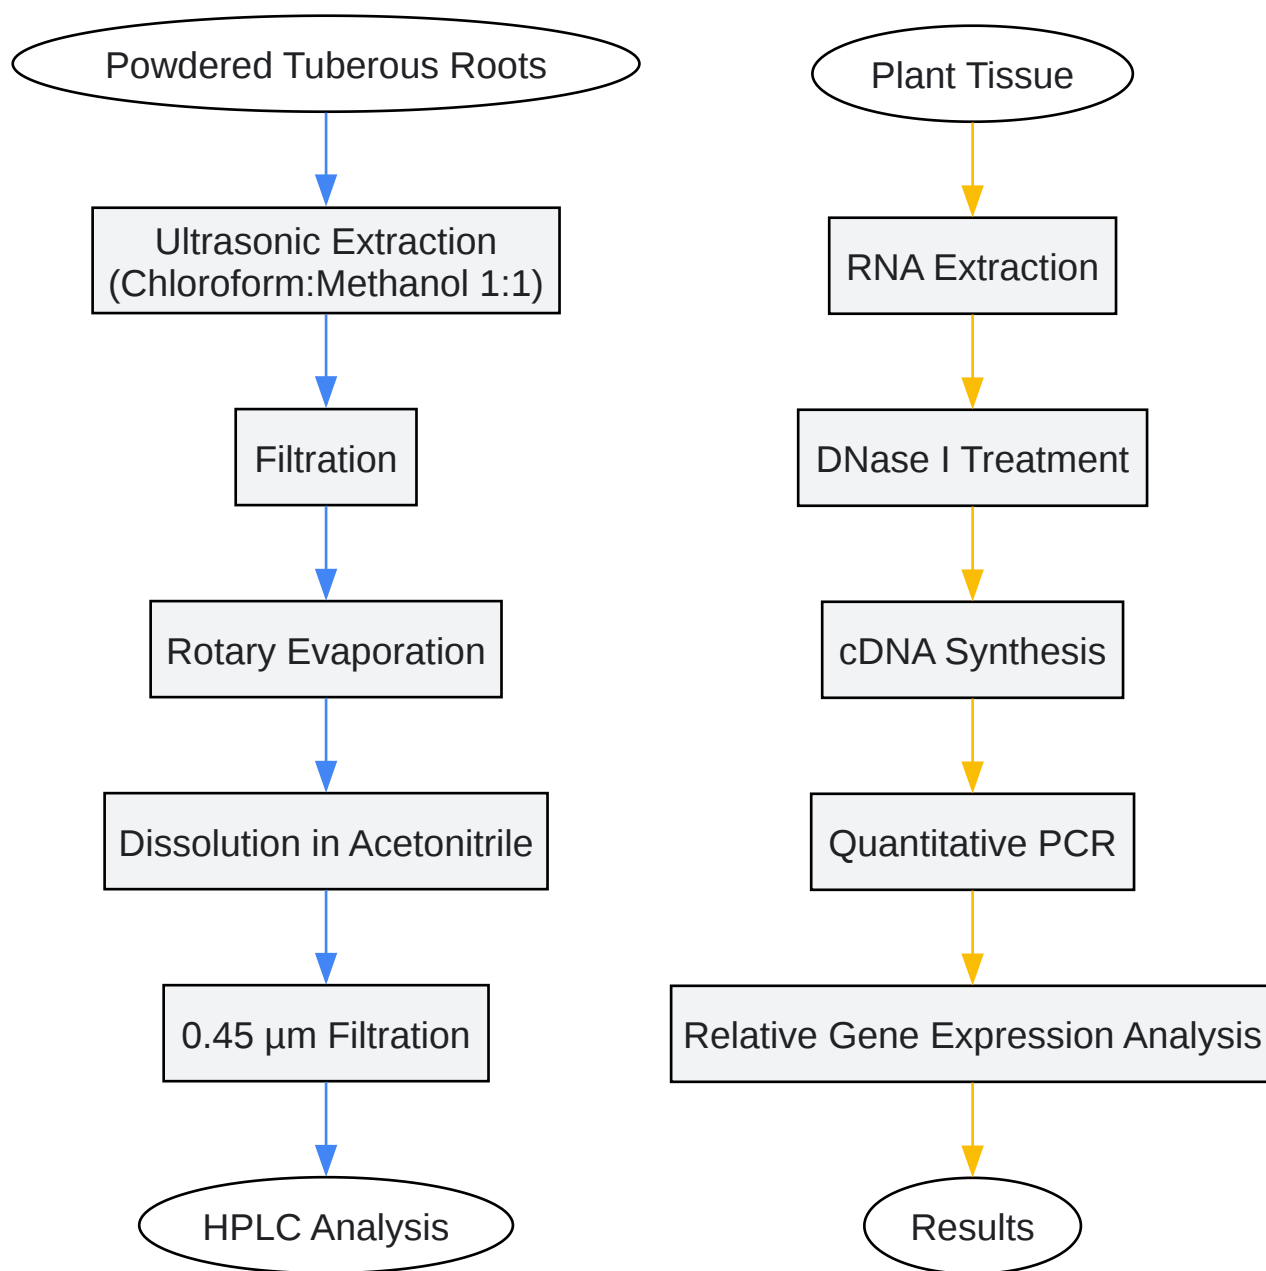 Powdered Tuberous Roots
Ultrasonic Extraction
(Chloroform:Methanol 1:1)
Filtration
Rotary Evaporation
Dissolution in Acetonitrile
0.45 µm Filtration
HPLC Analysis
Plant Tissue
RNA Extraction
DNase I Treatment
cDNA Synthesis
Quantitative PCR
Relative Gene Expression Analysis
Results